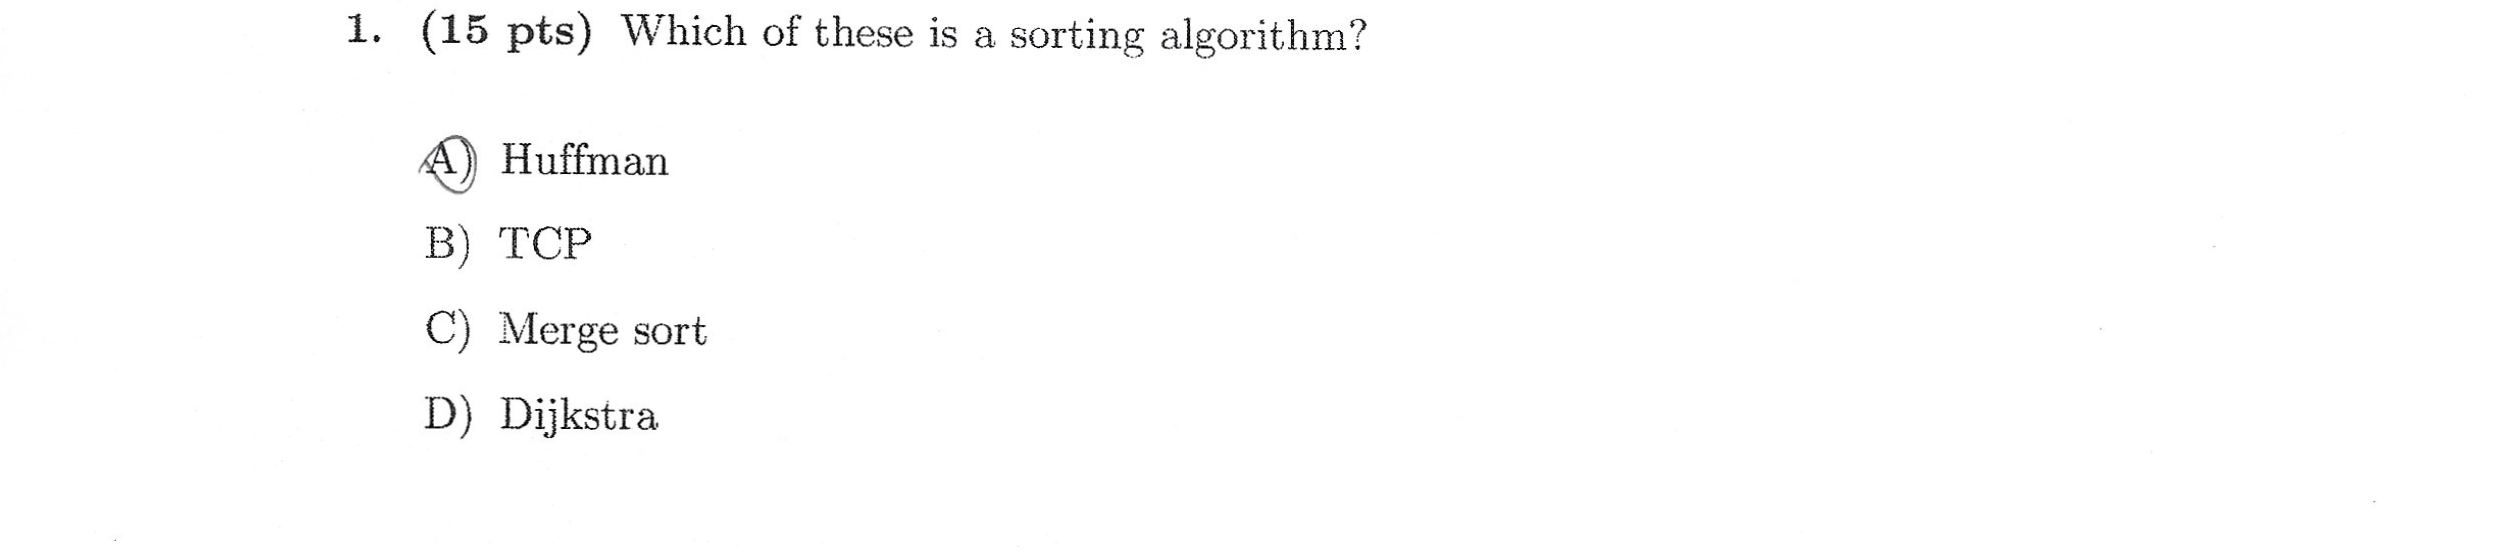 1. (15 pts) Which of these is a sorting algorithm?
A) Huffman
B) TCP
C) Merge sort
D) Dijkstra